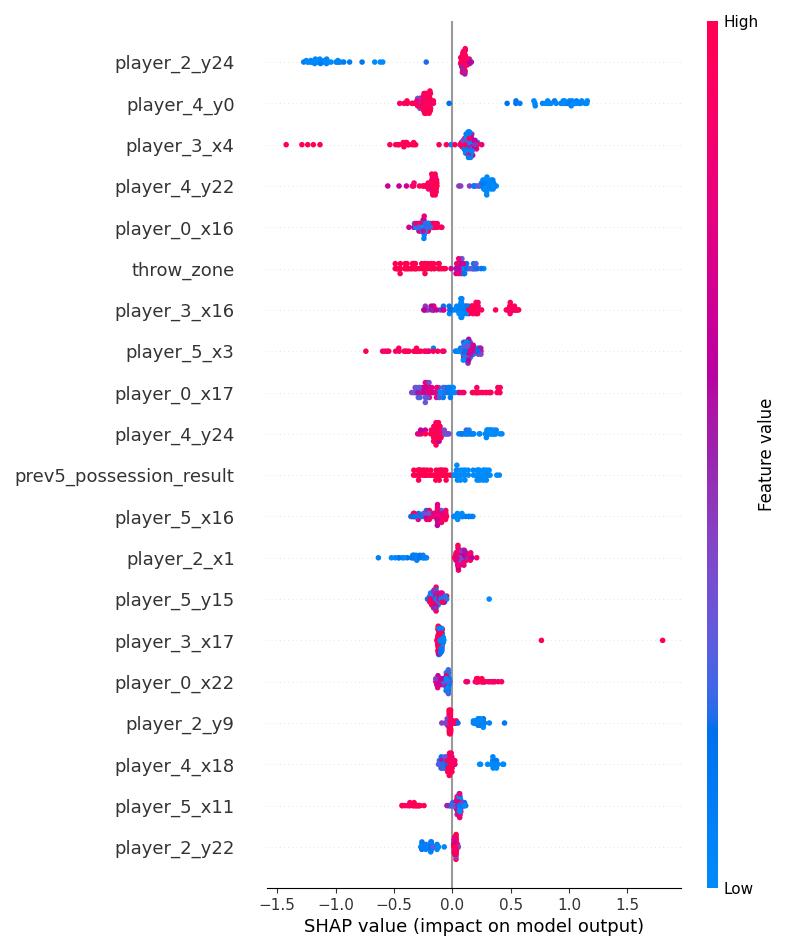 High
player_2_y24
player_4_y0
player_3_x4
player_4_y22
player_0_x16
throw_zone
player_3_x16
player_5_x3
player_0_x17
player_4_y24
prev5_possession_result
player_5_x16
player_2_x1
player_5_y15
player_3_x17
player_0_x22
player_2_y9
player_4_x18
player_5_x11
player_2_y22
Feature value
Low
−1.5 −1.0 −0.5 0.0 0.5 1.0 1.5
SHAP value (impact on model output)